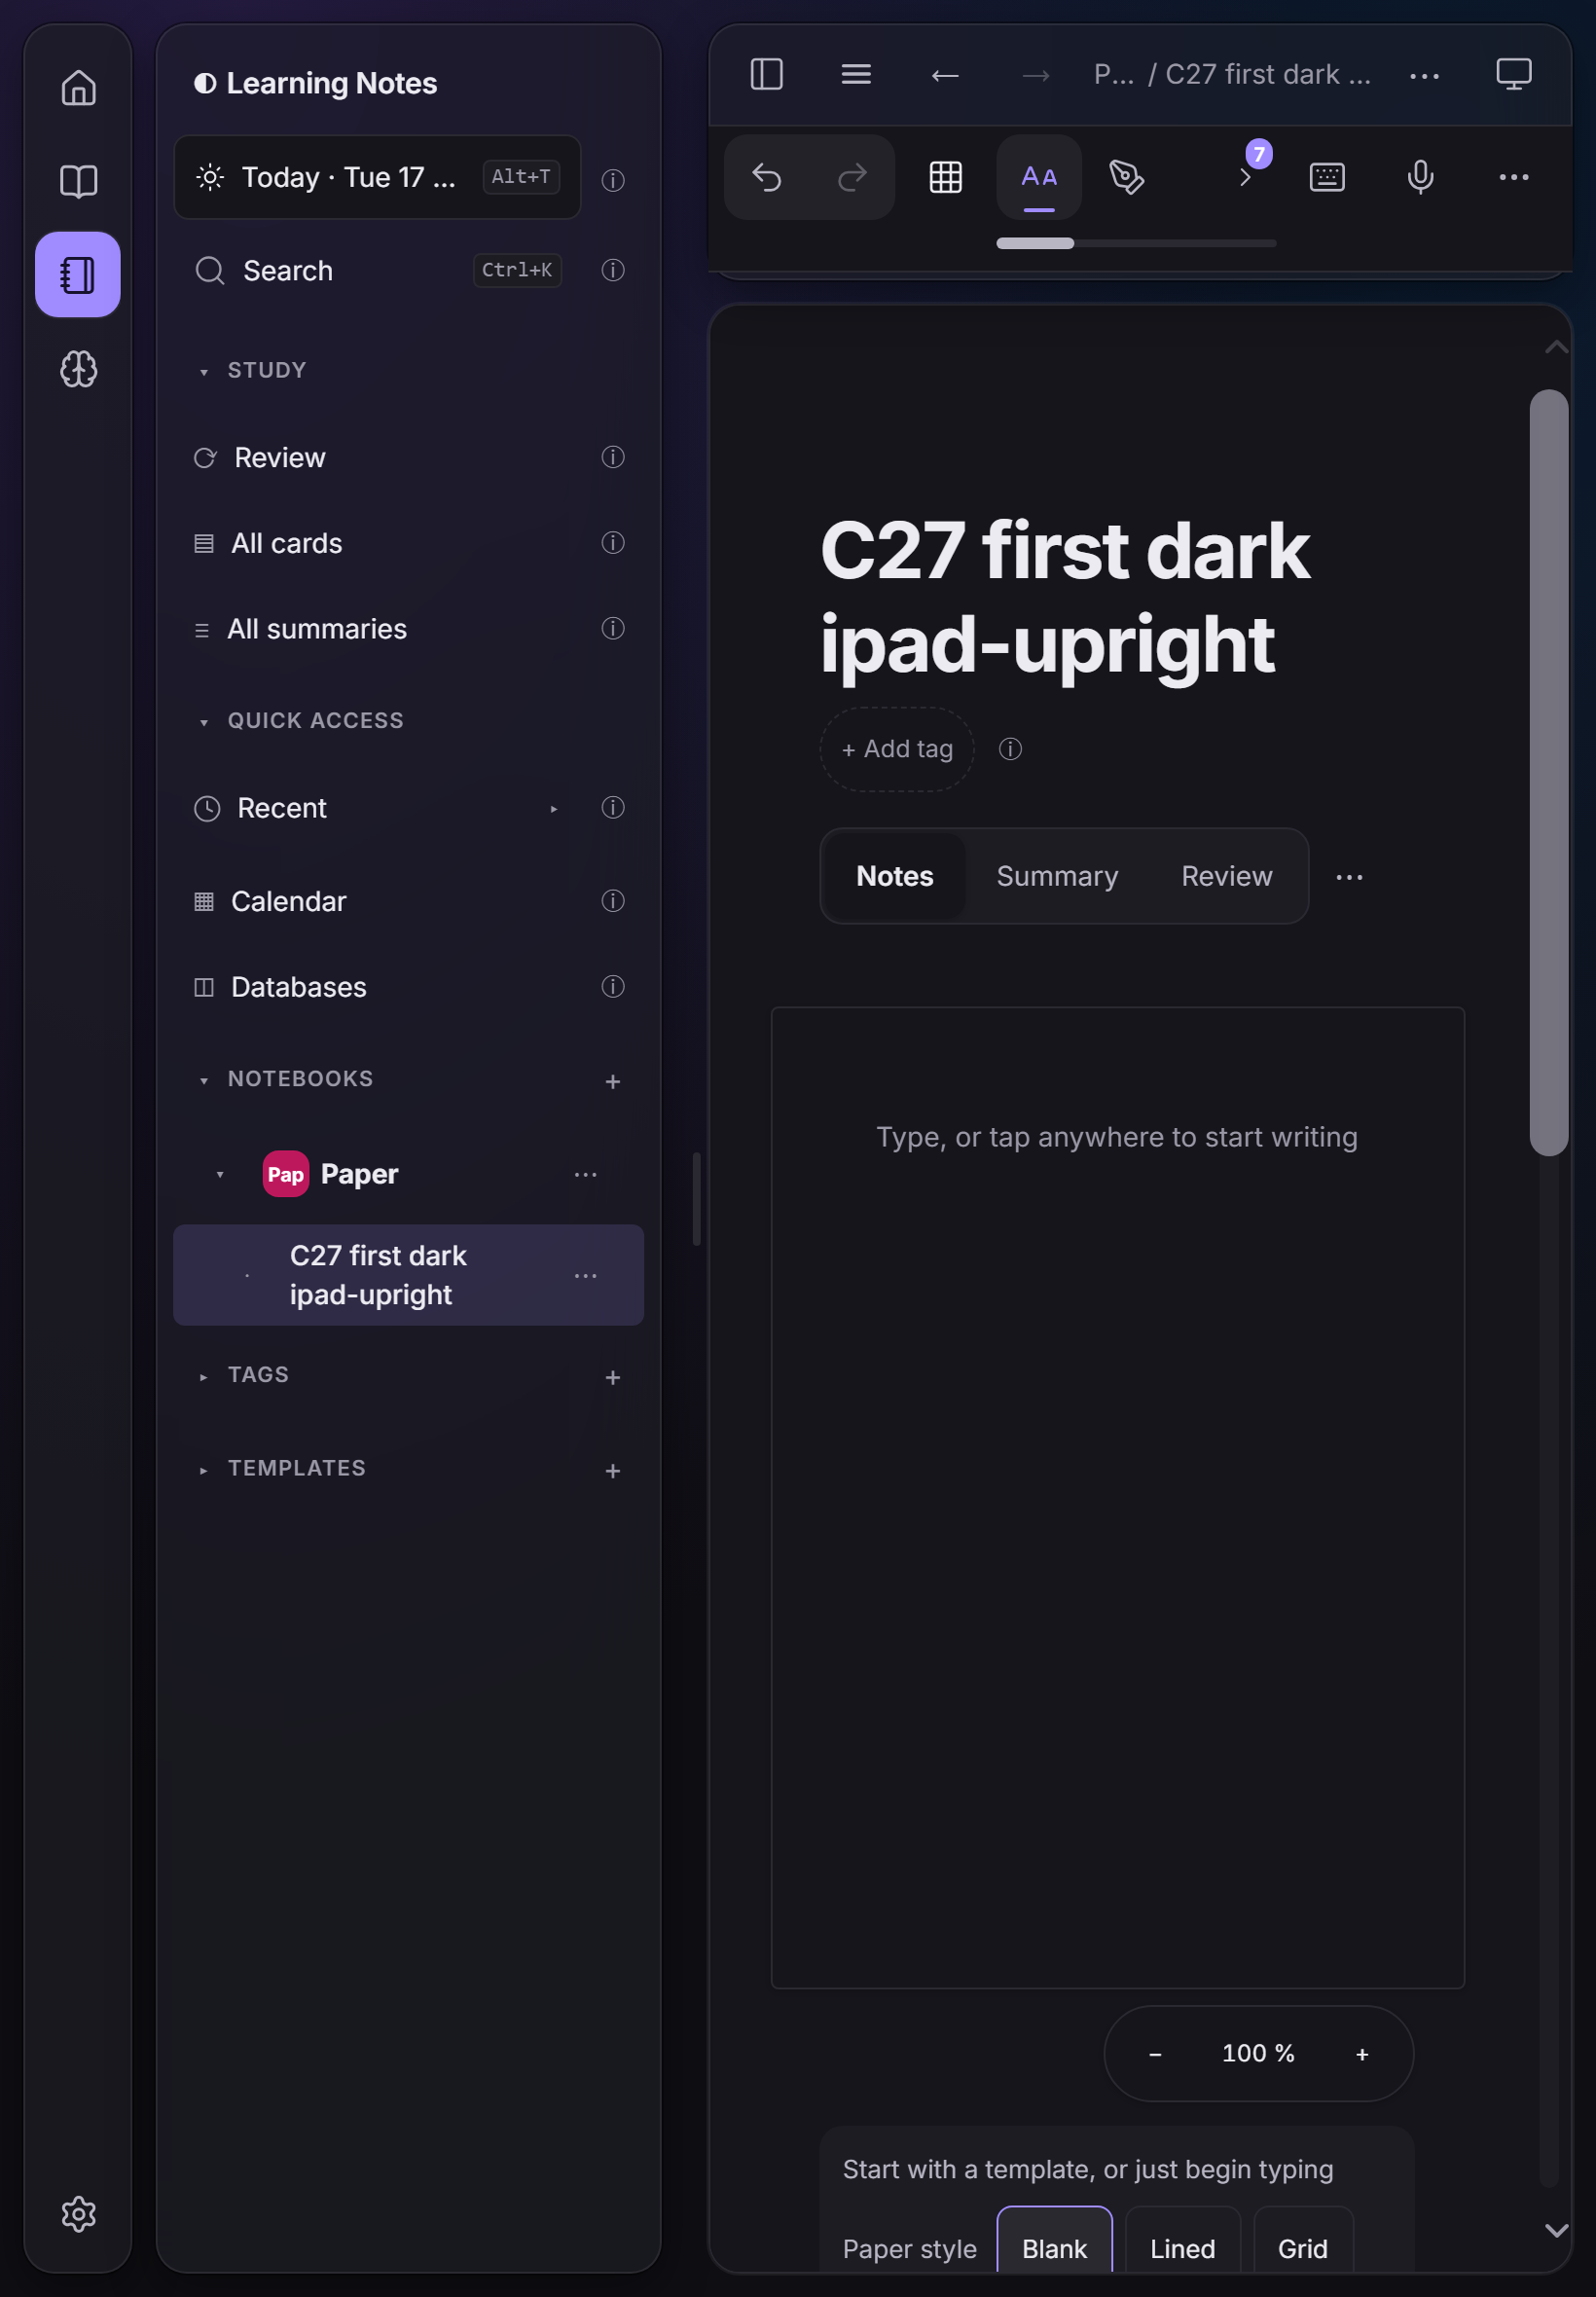 Learning Notes
Today · Tue 17 ... Alt+T
Search Ctrl+K
STUDY
Review
All cards
All summaries
QUICK ACCESS
Recent
Calendar
Databases
NOTEBOOKS
Pap Paper
C27 first dark
ipad-upright
TAGS
TEMPLATES
P... / C27 first dark ...
AA
7
C27 first dark
ipad-upright
+ Add tag
Notes Summary Review
Type, or tap anywhere to start writing
− 100 % +
Start with a template, or just begin typing
Paper style Blank Lined Grid